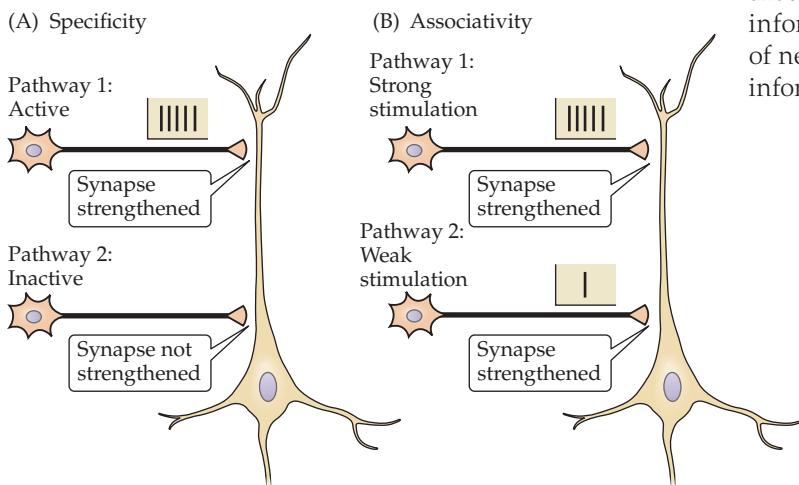 (A) Specificity
Pathway 1:
Active
Synapse
strengthened
Pathway 2:
Inactive
Synapse not
strengthened
(B) Associativity
Pathway 1:
Strong
stimulation
Synapse
strengthened
Pathway 2:
Weak
stimulation
Synapse
strengthened
infor
of ne
infor